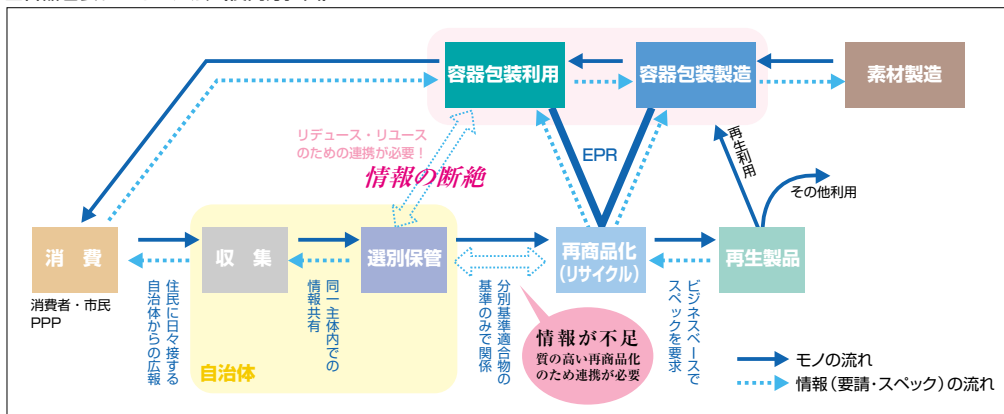 容器包装利用
容器包装製造
素材製造
リデュース・リユース
のための連携が必要！
情報の断絶
EPR
再生利用
その他利用
消 費
収 集
選別保管
再商品化
(リサイクル)
再生製品
消費者・市民
PPP
住民に日々接する
自治体からの広報
同一主体内での
情報共有
分別基準適合物の
基準のみで関係
ビジネスベースで
スペックを要求
情報が不足
質の高い再商品化
のため連携が必要
自治体
モノの流れ
情報（要請・スペック）の流れ